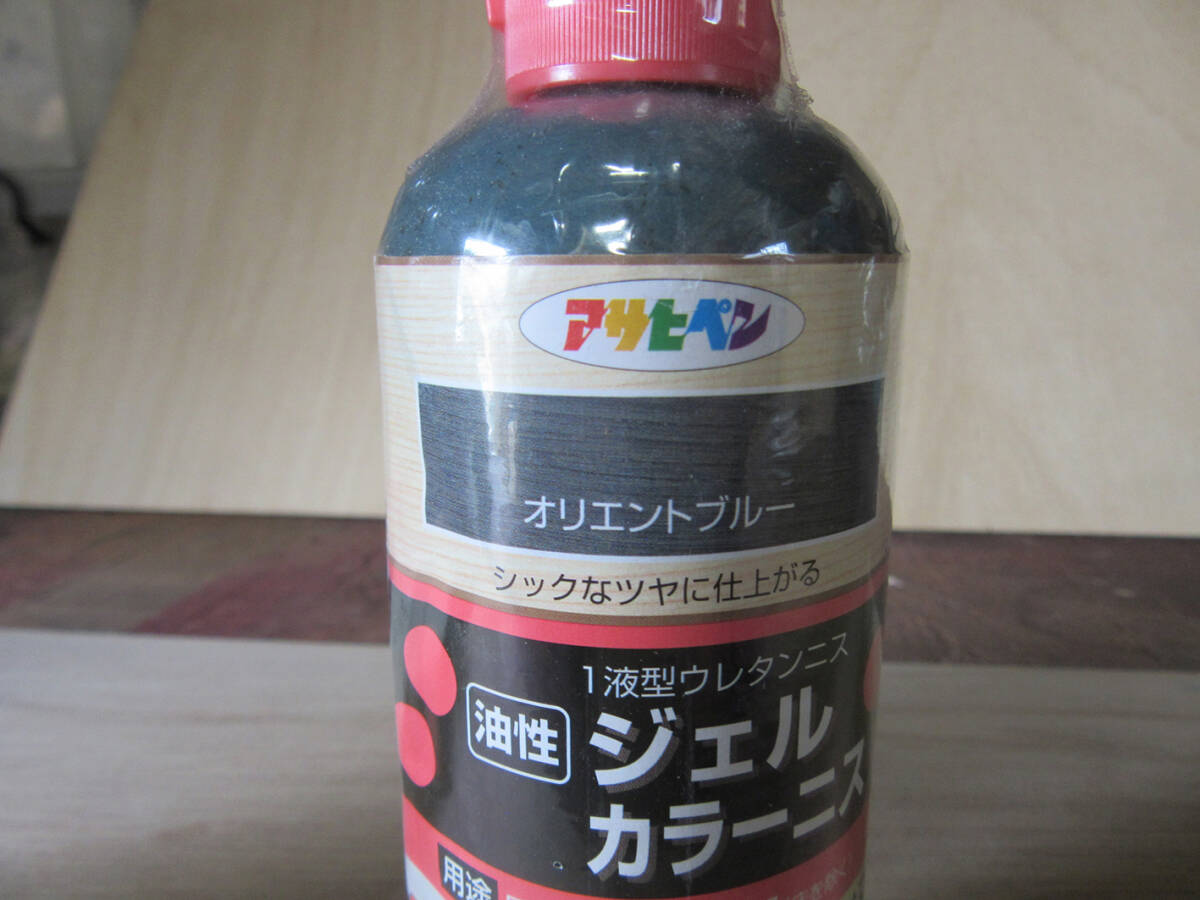 アサヒペン
オリエントブルー
シックなツヤに仕上がる
1液型ウレタンニス
油性
ジェル
カラーニス
用途